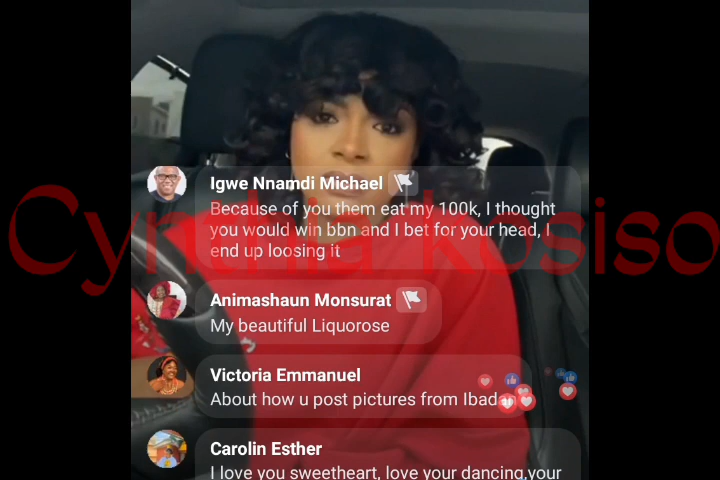 Igwe Nnamdi Michael
Because of you them eat my 100k, I thought
you would win bbn and I bet for your head, I
end up loosing it
Cynthia kosiso
Animashaun Monsurat
My beautiful Liquorose
Victoria Emmanuel
About how u post pictures from Ibadan
Carolin Esther
I love you sweetheart, love your dancing,your